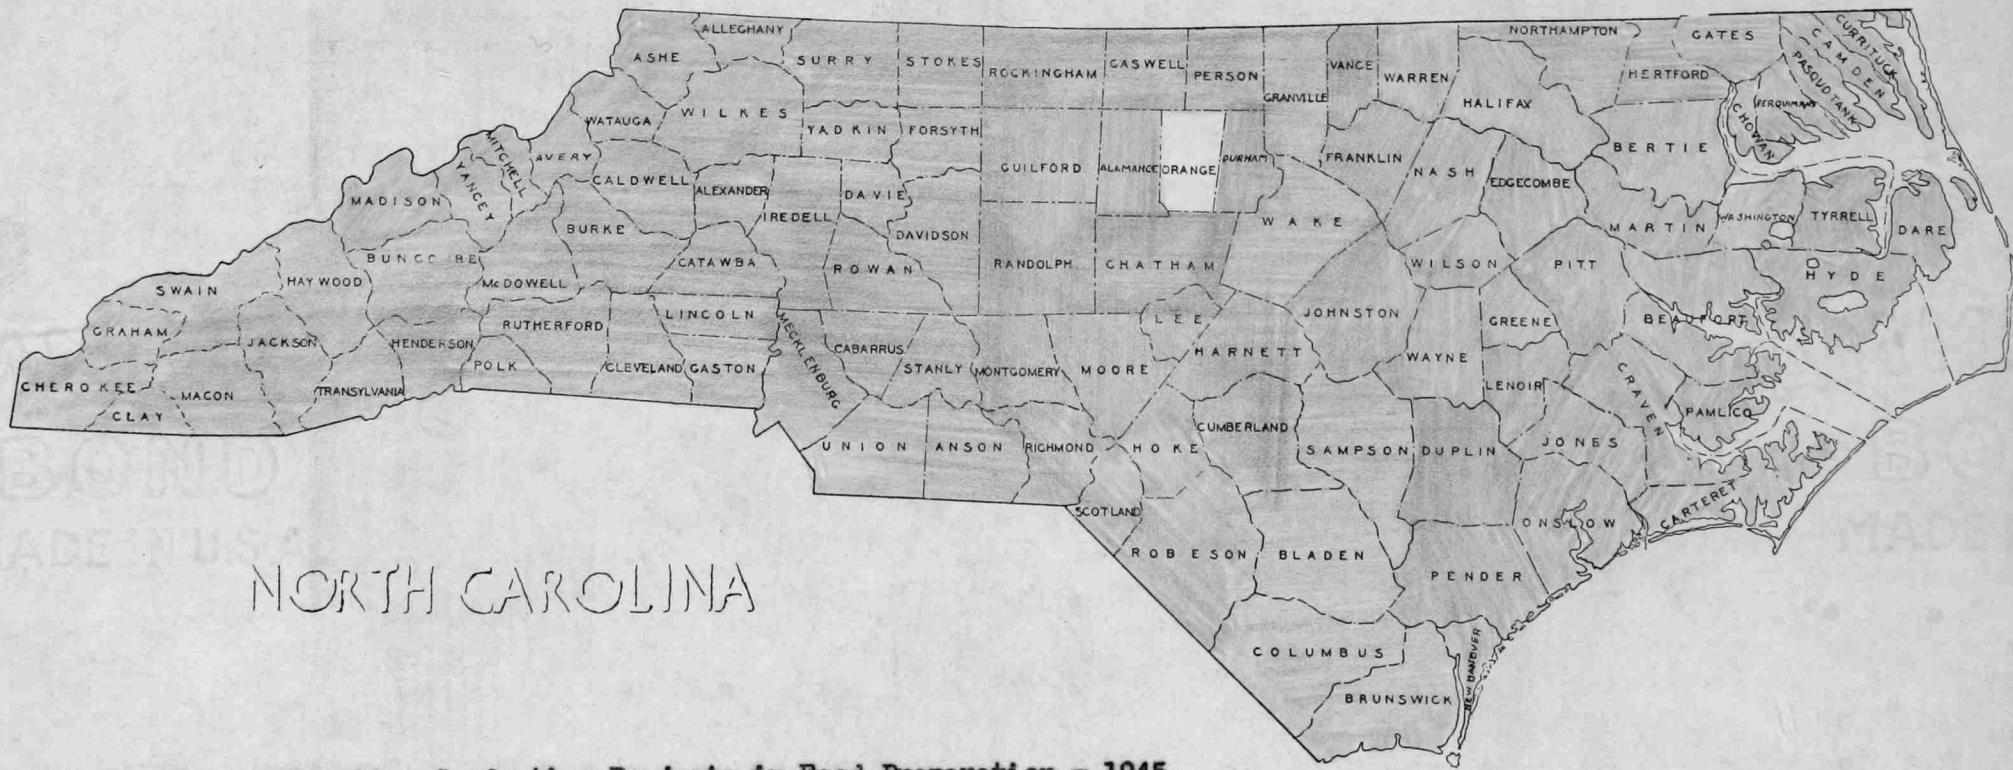 ALLEGHANY
ASHE
SURRY
STOKES
ROCKINGHAM
CASWELL
PERSON
GRANVILLE
VANCE
WARREN
NORTHAMPTON
GATES
CURRITUCK
CAMDEN
PASQUOTANK
PERQUIMANS
CHOWAN
HERTFORD
HALIFAX
BERTIE
WATAUGA
WILKES
YADKIN
FORSYTH
GUILFORD
ALAMANCE
ORANGE
DURHAM
FRANKLIN
NASH
EDGECOMBE
MITCHELL
AVERY
YANCEY
CALDWELL
ALEXANDER
IREDELL
DAVIE
DAVIDSON
WAKE
MARTIN
WASHINGTON
TYRRELL
DARE
MADISON
BURKE
BUNCOMBE
McDOWELL
CATAWBA
ROWAN
RANDOLPH
CHATHAM
WILSON
PITT
HYDE
SWAIN
HAYWOOD
GRAHAM
JACKSON
HENDERSON
RUTHERFORD
LINCOLN
MECKLENBURG
CABARRUS
LEE
JOHNSTON
GREENE
BEAUFORT
CHEROKEE
MACON
CLAY
TRANSYLVANIA
POLK
CLEVELAND
GASTON
STANLY
MONTGOMERY
MOORE
HARNETT
WAYNE
LENOIR
CRAVEN
PAMLICO
UNION
ANSON
RICHMOND
HOKE
CUMBERLAND
SAMPSON
DUPLIN
JONES
SCOTLAND
ROBESON
BLADEN
ONSLOW
CARTERET
PENDER
COLUMBUS
BRUNSWICK
NEW HANOVER
NORTH CAROLINA
in Food Preservation - 1945